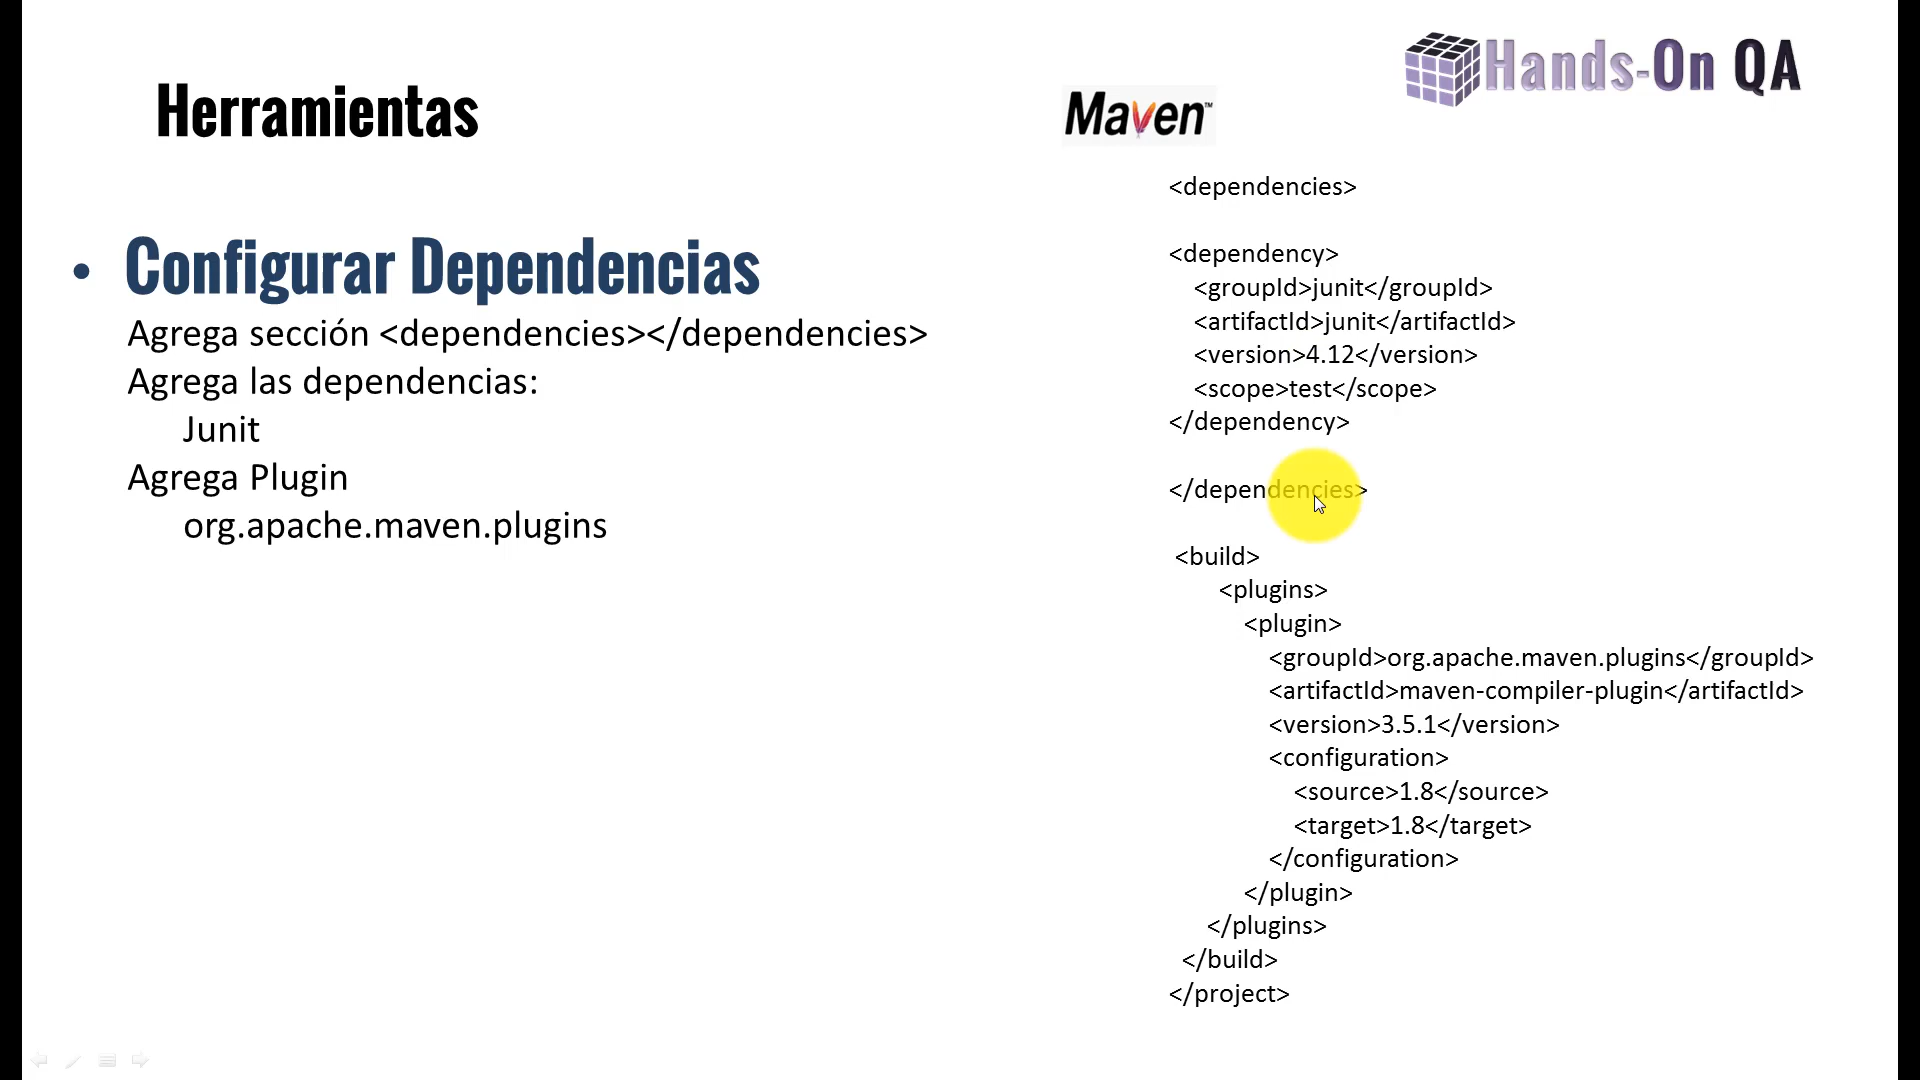 Hands-On QA
Herramientas
Maven™
• Configurar Dependencias
Agrega sección <dependencies></dependencies>
Agrega las dependencias:
Junit
Agrega Plugin
org.apache.maven.plugins
<dependencies>
<dependency>
<groupId>junit</groupId>
<artifactId>junit</artifactId>
<version>4.12</version>
<scope>test</scope>
</dependency>
</dependencies>
<build>
<plugins>
<plugin>
<groupId>org.apache.maven.plugins</groupId>
<artifactId>maven-compiler-plugin</artifactId>
<version>3.5.1</version>
<configuration>
<source>1.8</source>
<target>1.8</target>
</configuration>
</plugin>
</plugins>
</build>
</project>